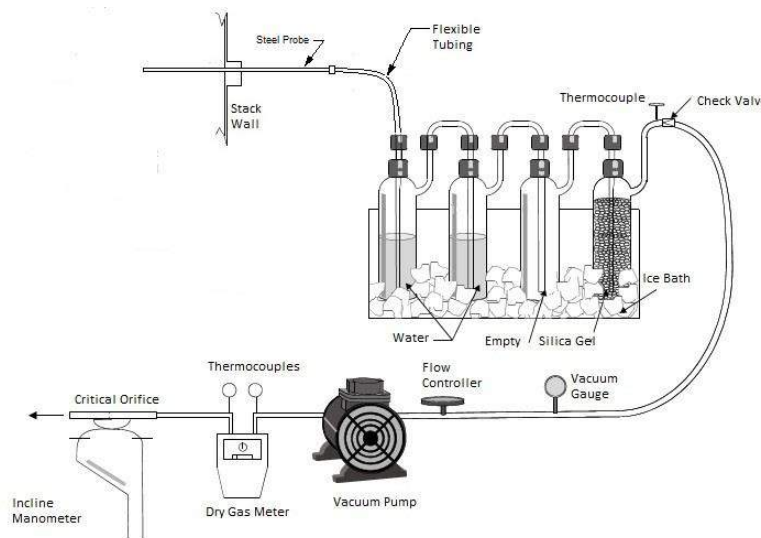 Flexible
Tubing
Steel Probe
Stack
Wall
Thermocouple
Check Valv
Ice Bath
Water
Empty
Silica Gel
Thermocouples
Flow
Controller
Vacuum
Gauge
Critical Orifice
Incline
Manometer
Dry Gas Meter
Vacuum Pump